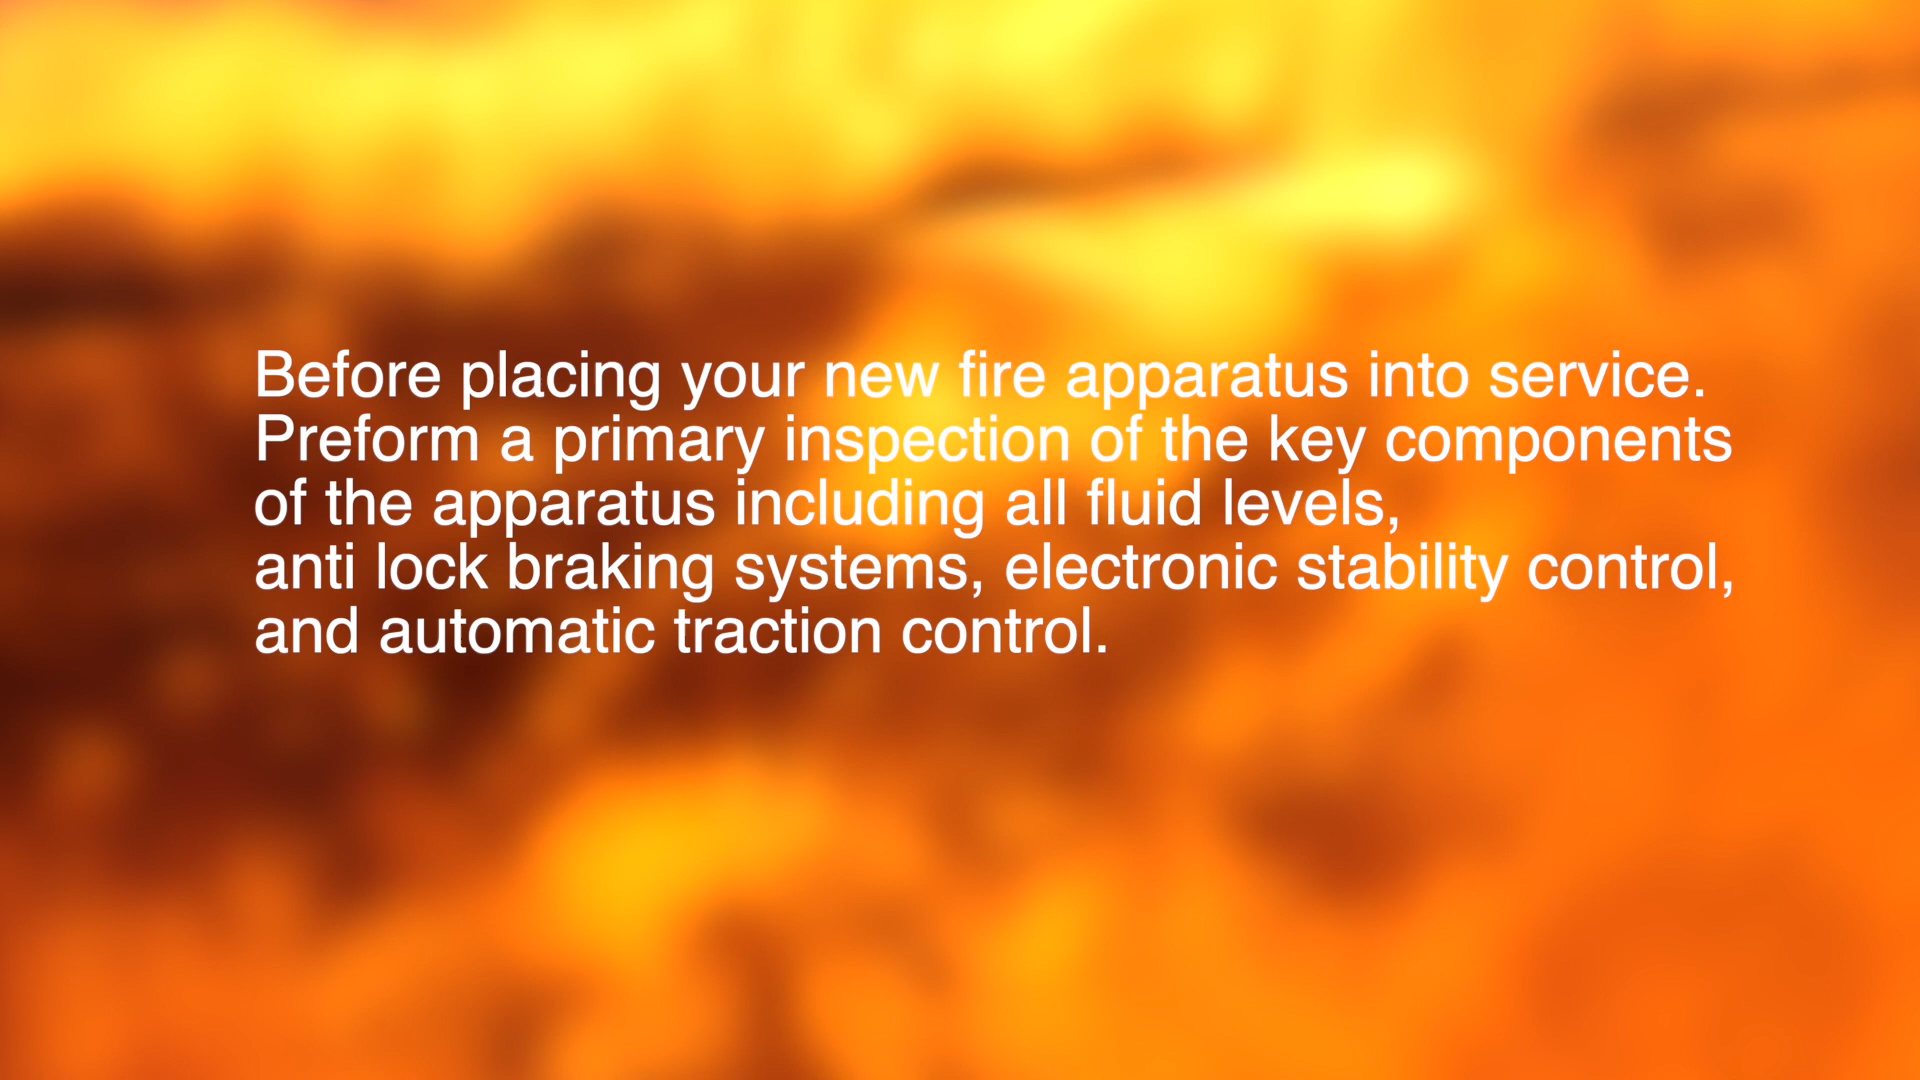 Before placing your new fire apparatus into service.
Preform a primary inspection of the key components
of the apparatus including all fluid levels,
anti lock braking systems, electronic stability control,
and automatic traction control.